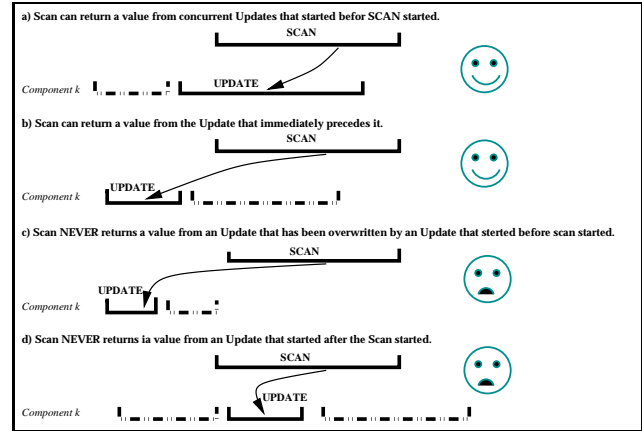 a) Scan can return a value from concurrent Updates that started befor SCAN started.
SCAN
UPDATE
Component k
b) Scan can return a value from the Update that immediately precedes it.
SCAN
UPDATE
Component k
c) Scan NEVER returns a value from an Update that has been overwritten by an Update that sterted before scan started.
SCAN
UPDATE
Component k
d) Scan NEVER returns ia value from an Update that started after the Scan started.
SCAN
UPDATE
Component k